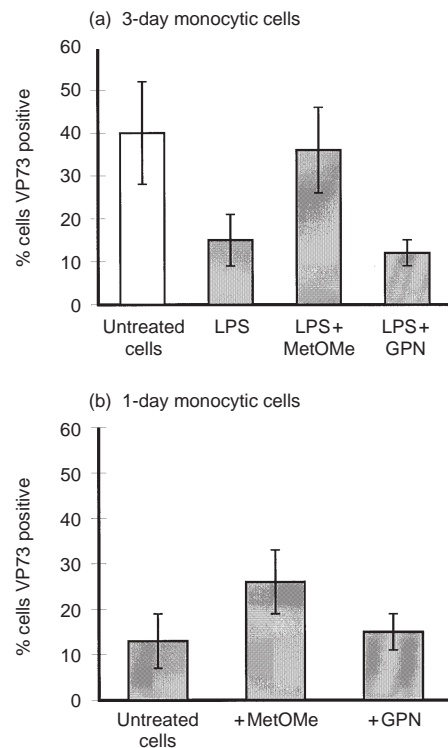 (a) 3-day monocytic cells
% cells VP73 positive
60
50
40
30
20
10
0
Untreated cells
LPS
LPS+ MetOMe
LPS+ GPN
(b) 1-day monocytic cells
% cells VP73 positive
60
50
40
30
20
10
0
Untreated cells
+MetOMe
+GPN